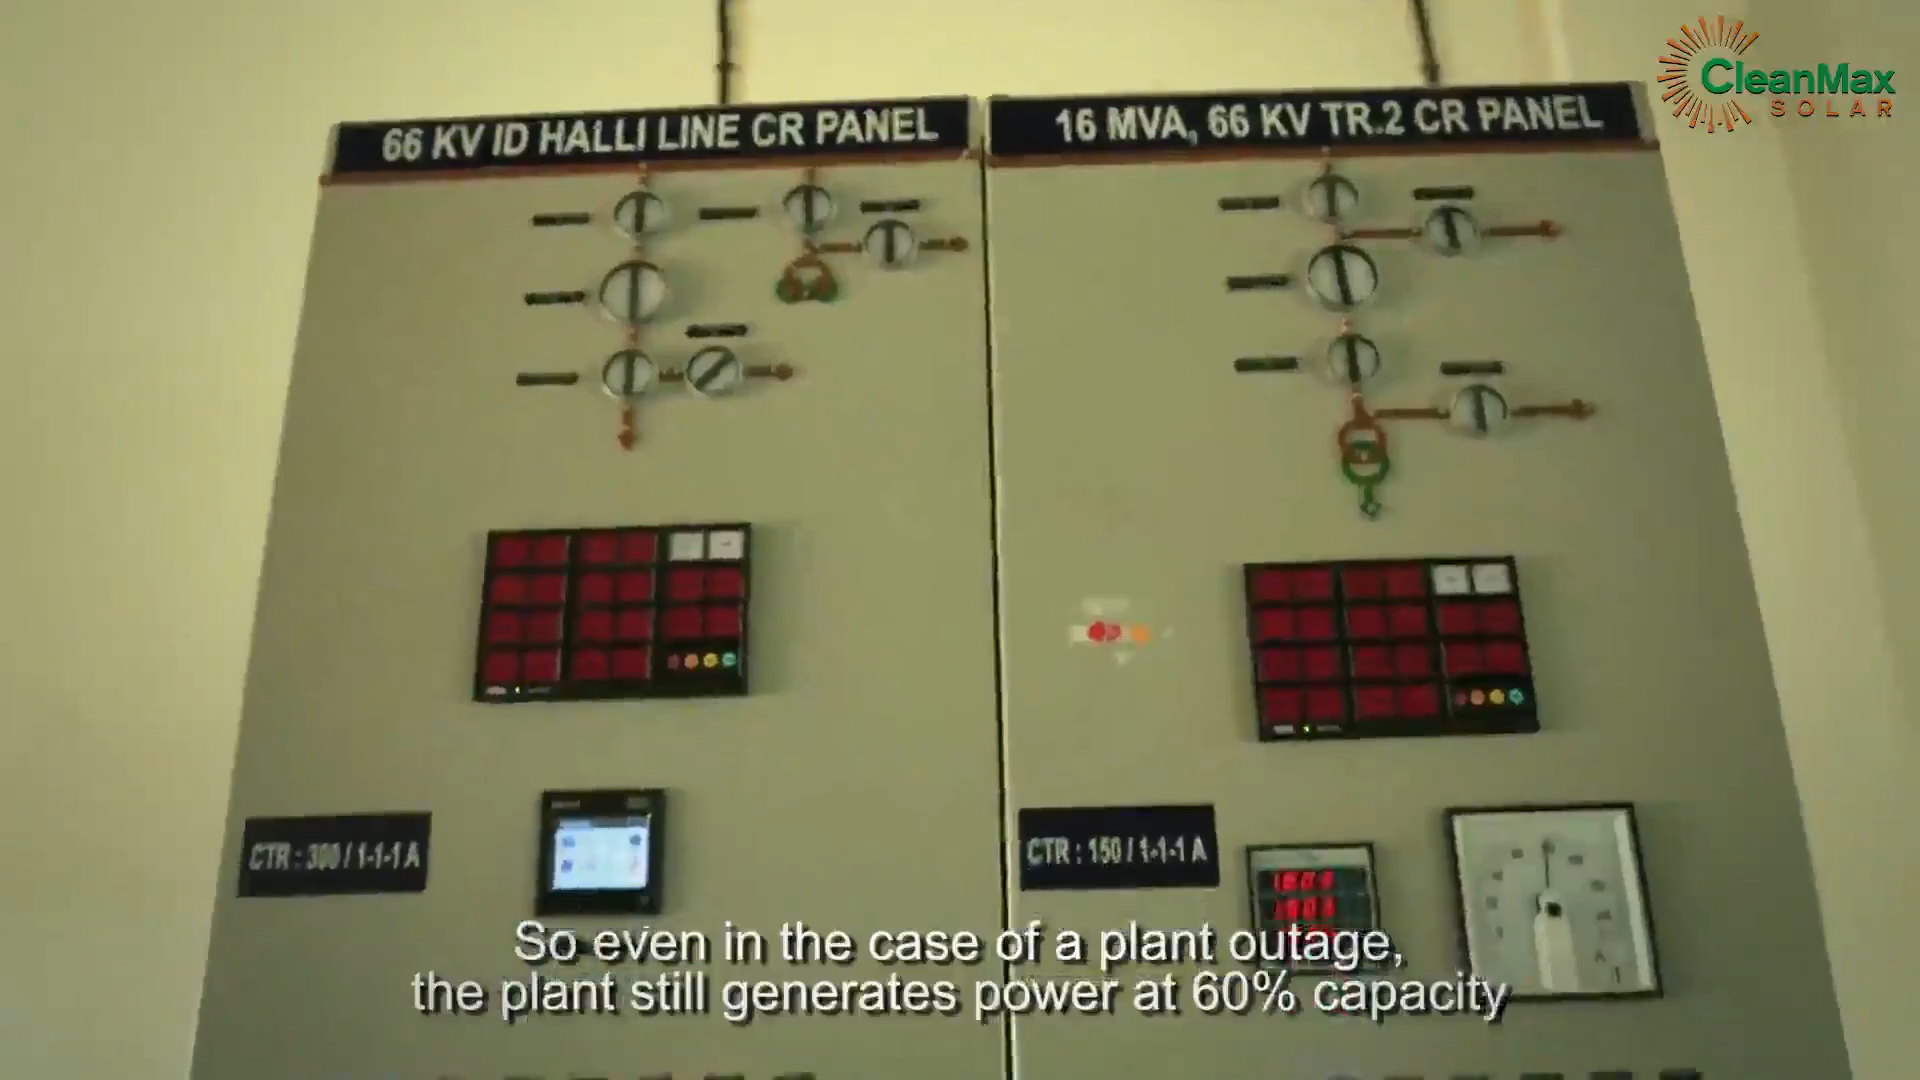 CleanMax
SOLAR
66 KV ID HALLI LINE CR PANEL
16 MVA, 66 KV TR.2 CR PANEL
CTR : 300 / 1-1-1 A
CTR : 150 / 1-1-1 A
So even in the case of a plant outage,
the plant still generates power at 60% capacity